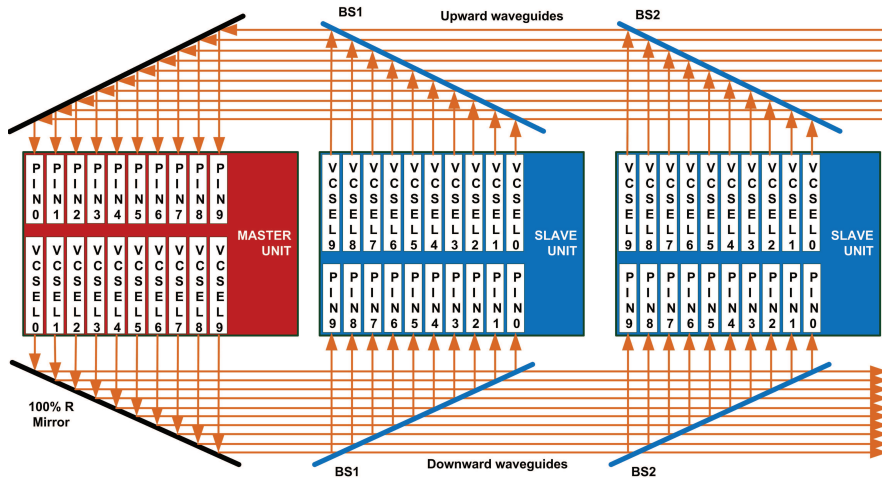 BS1
Upward waveguides
BS2
PIN0 PIN1 PIN2 PIN3 PIN4 PIN5 PIN6 PIN7 PIN8 PIN9
VCSEL9 VCSEL8 VCSEL7 VCSEL6 VCSEL5 VCSEL4 VCSEL3 VCSEL2 VCSEL1 VCSEL0
VCSEL9 VCSEL8 VCSEL7 VCSEL6 VCSEL5 VCSEL4 VCSEL3 VCSEL2 VCSEL1 VCSEL0
MASTER
UNIT
SLAVE
UNIT
SLAVE
UNIT
VCSEL0 VCSEL1 VCSEL2 VCSEL3 VCSEL4 VCSEL5 VCSEL6 VCSEL7 VCSEL8 VCSEL9
PIN9 PIN8 PIN7 PIN6 PIN5 PIN4 PIN3 PIN2 PIN1 PIN0
PIN9 PIN8 PIN7 PIN6 PIN5 PIN4 PIN3 PIN2 PIN1 PIN0
100% R
Mirror
BS1
Downward waveguides
BS2